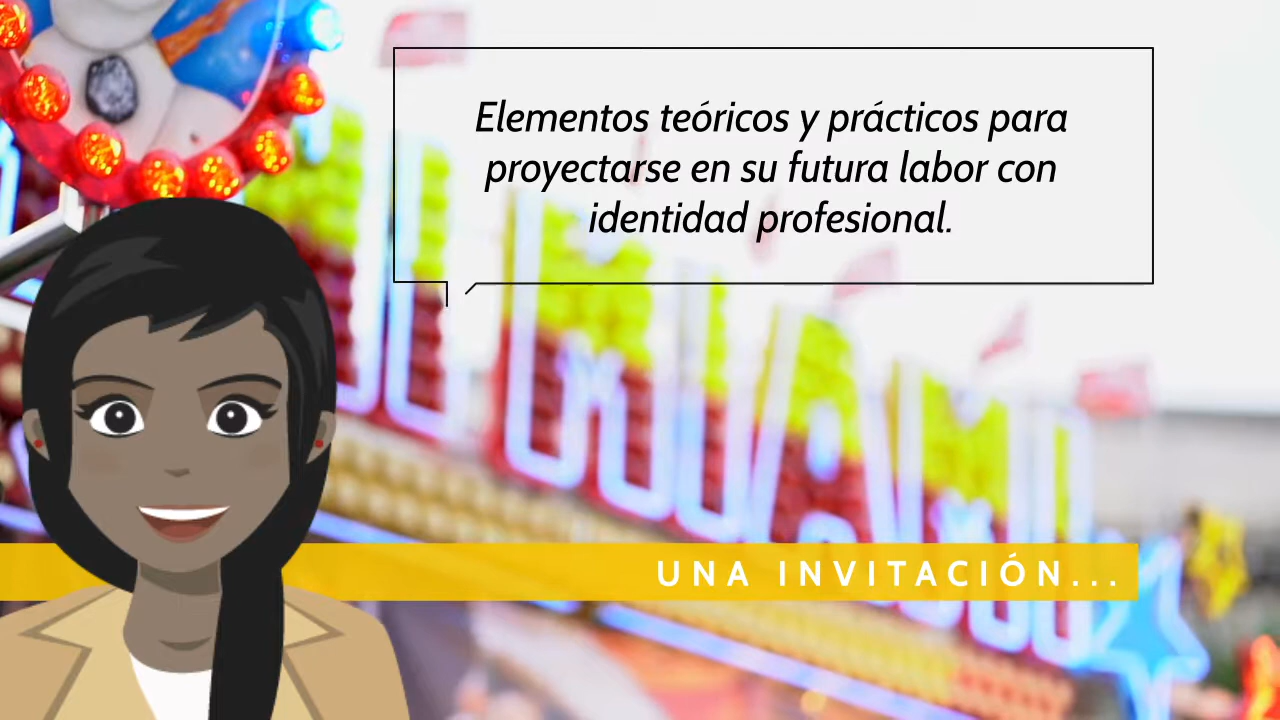 Elementos teóricos y prácticos para
proyectarse en su futura labor con
identidad profesional.
UNA INVITACIÓN...